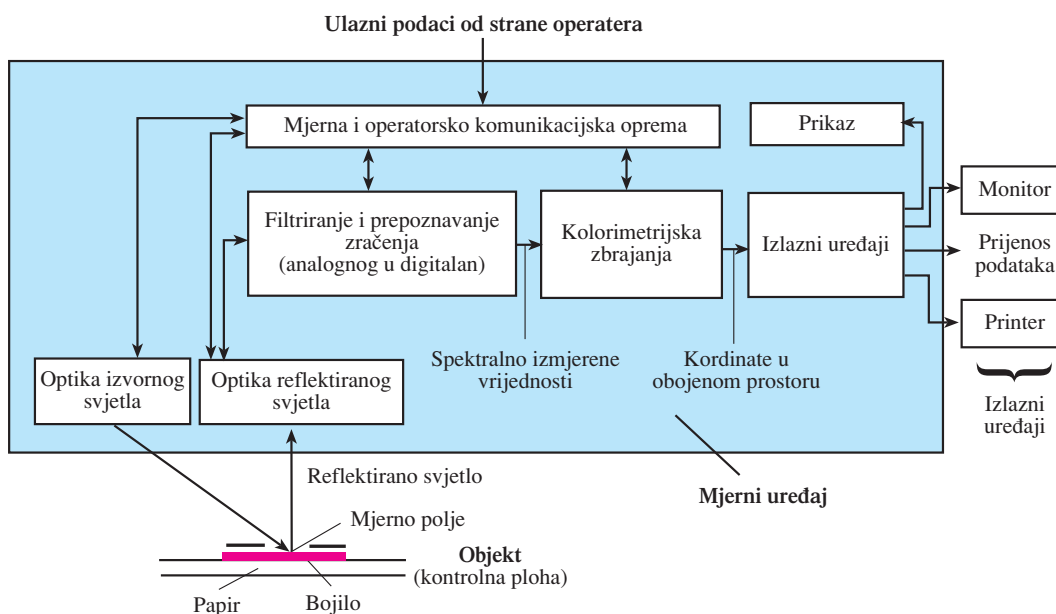 Ulazni podaci od strane operatera
Mjerna i operatorsko komunikacijska oprema
Prikaz
Filtriranje i prepoznavanje
zračenja
(analognog u digitalan)
Kolorimetrijska
zbrajanja
Izlazni uređaji
Monitor
Prijenos
podataka
Printer
Spektralno izmjerene
vrijednosti
Kordinate u
obojenom prostoru
Optika izvornog
svjetla
Optika reflektiranog
svjetla
Izlazni
uređaji
Reflektirano svjetlo
Mjerni uređaj
Mjerno polje
Objekt
(kontrolna ploha)
Papir
Bojilo